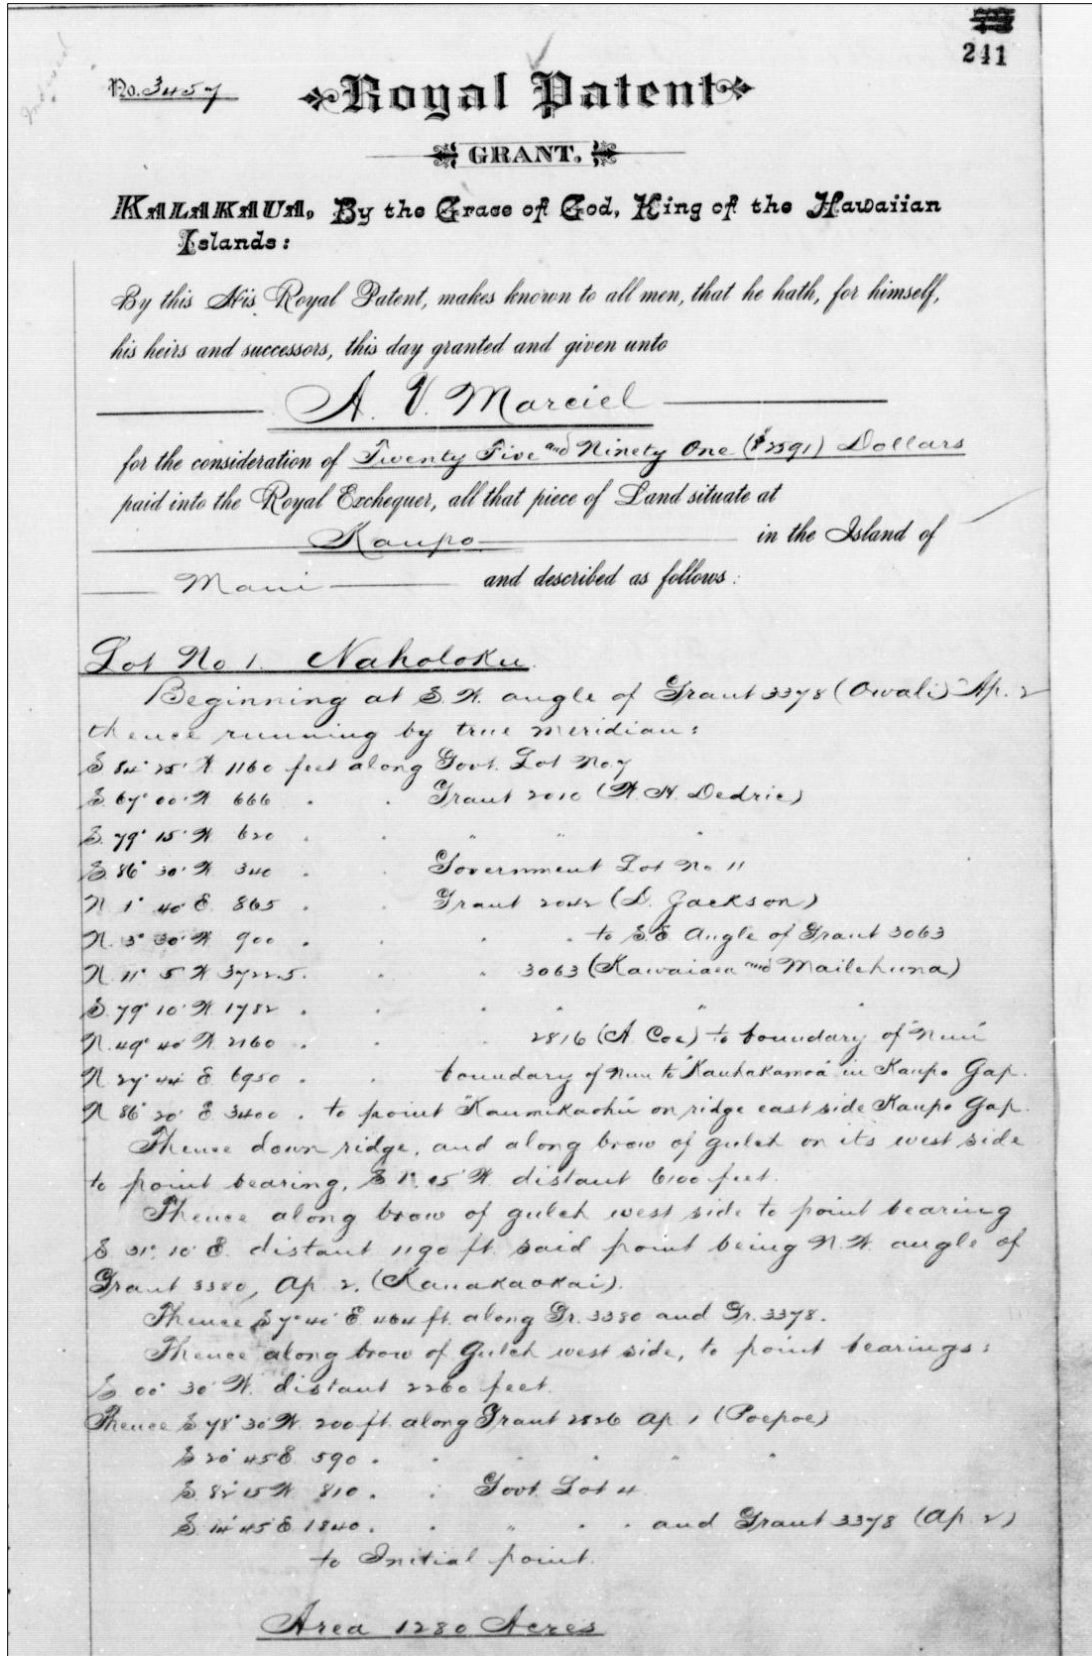 241
No. 3457
Royal Patent
GRANT.
KALAKAUA, By the Grace of God, King of the Hawaiian
Islands:
By this His Royal Patent, makes known to all men, that he hath, for himself,
his heirs and successors, this day granted and given unto
A. V. Marciel
for the consideration of Twenty Five and Ninety One ($2591) Dollars
paid into the Royal Exchequer, all that piece of Land situate at
Kaupo in the Island of
Maui and described as follows:
Lot No 1. Naholoku.
Beginning at S. W. angle of Grant 3378 (Owali) Ap. 2
thence running by true meridian:
S 84° 25' W 1160 feet along Govt. Lot No. 7
S. 67° 00' W 666 . . Grant 2010 (W. H. Dedrie)
S. 79° 15' W 620 . . " " "
S. 86° 30' W 340 . . Government Lot No. 11
N 1° 40' E. 865 . . Grant 2042 (D. Jackson)
N. 3° 30' W 900 . . . . to S.E. Angle of Grant 3063
N. 11° 5' W 3722.5 . . " 3063 (Kawaiaea and Mailehuna)
S. 79° 10' W 1782 . . . " "
N. 49° 40' W 2160 . . . 2816 (A Coe) to boundary of "Nuu"
N 27° 44' E. 6950 . . boundary of Nuu to "Kauhakamoa" in Kaupo Gap.
N 86° 20' E 3400 . to point "Kaumikaohu" on ridge east side Kaupo Gap.
Thence down ridge, and along brow of gulch on its west side
to point bearing, S 1° 15' W. distant 6100 feet.
Thence along brow of gulch west side to point bearing
S 31° 10' E. distant 1190 ft. said point being N. W. angle of
Grant 3380, Ap. 2. (Kanakaokai).
Thence S 7° 40' E 464 ft. along Gr. 3380 and Gr. 3378.
Thence along brow of Gulch west side, to point bearings:
S 00° 30' W. distant 2260 feet.
Thence S. 78° 30' W. 200 ft. along Grant 2826 Ap 1 (Poepoe)
S 20° 45' E 590 . . . . " "
S. 82° 15' W 810 . . Govt. Lot 4
S 14° 45' E 1840 . . " . . and Grant 3378 (Ap. 2)
to Initial point.
Area 1280 Acres